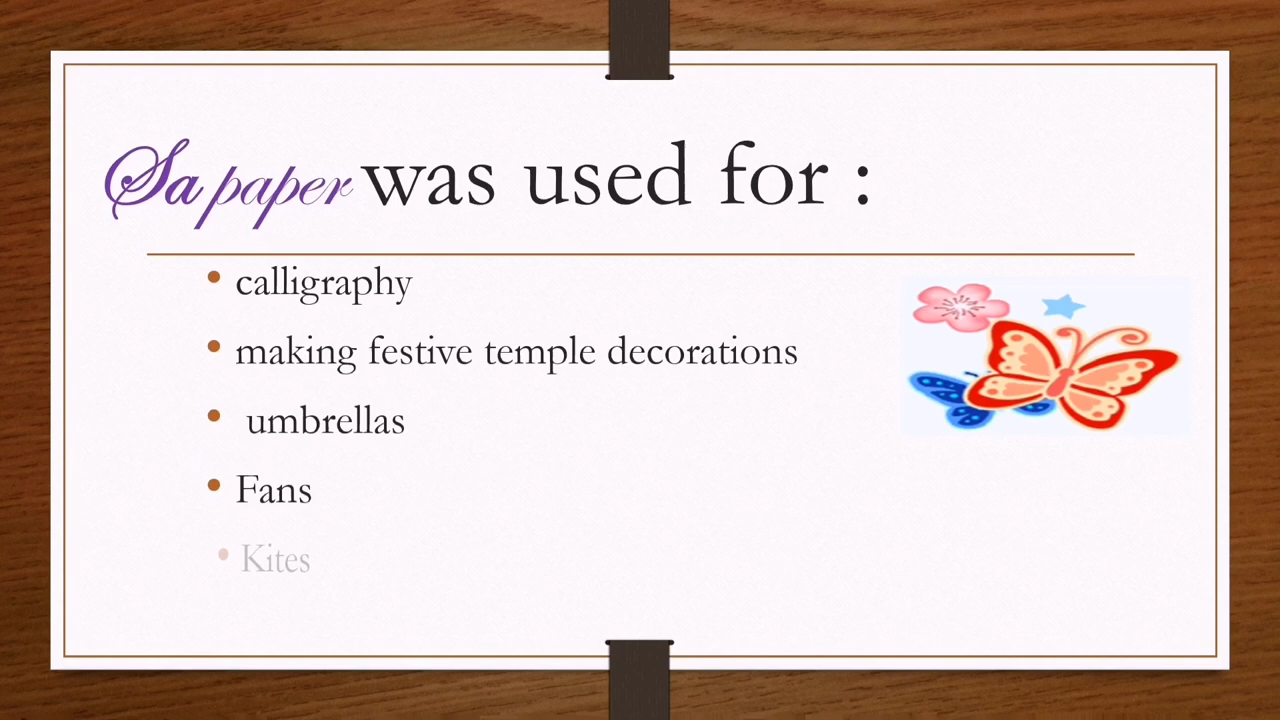 Sa paper was used for :
• calligraphy
• making festive temple decorations
• umbrellas
• Fans
• Kites